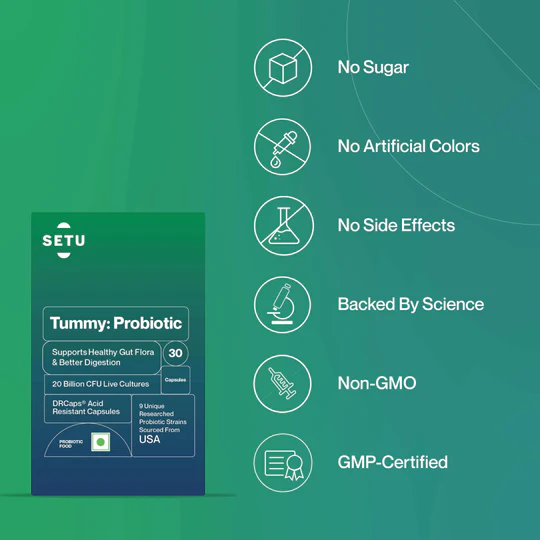 SETU
Tummy: Probiotic
Supports Healthy Gut Flora
& Better Digestion
30
Capsules
20 Billion CFU Live Cultures
DRCaps® Acid
Resistant Capsules
9 Unique
Researched
Probiotic Strains
Sourced From
USA
PROBIOTIC
FOOD
No Sugar
No Artificial Colors
No Side Effects
Backed By Science
Non-GMO
GMP-Certified